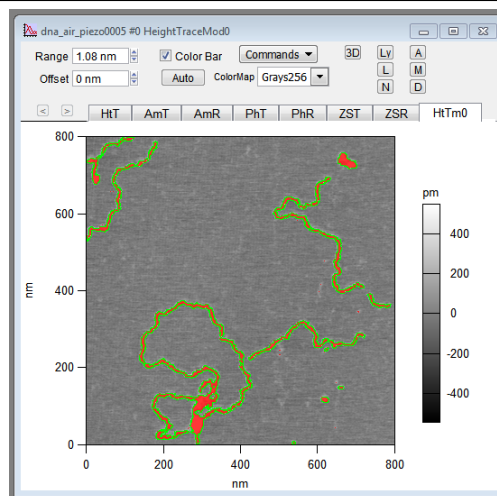 dna_air_piezo0005 #0 HeightTraceMod0
Range 1.08 nm Color Bar Commands 3D Lv A
L M
Offset 0 nm Auto ColorMap Grays256 N D
< > HtT AmT AmR PhT PhR ZST ZSR HtTm0
800
600
400
200
0
nm
0 200 400 600 800
nm
pm
400
200
0
-200
-400